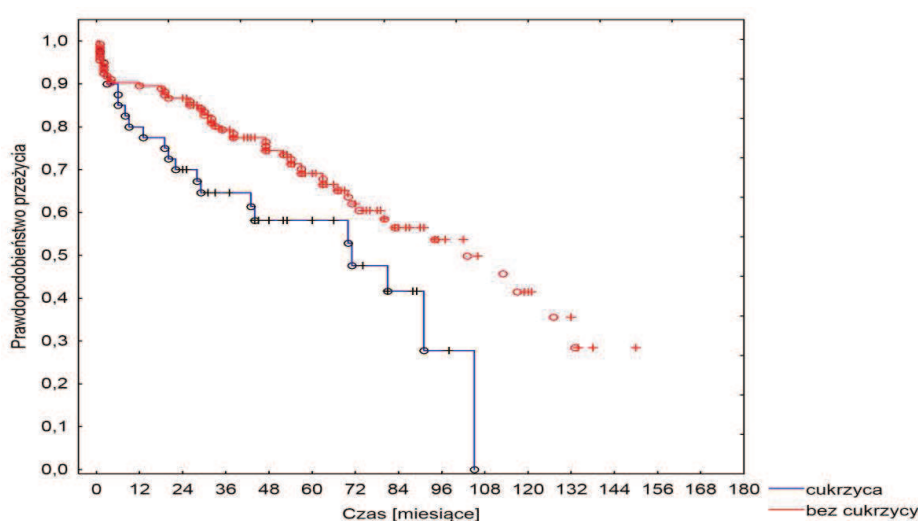 Prawdopodobieństwo przeżycia
1,0
0,9
0,8
0,7
0,6
0,5
0,4
0,3
0,2
0,1
0,0
0 12 24 36 48 60 72 84 96 108 120 132 144 156 168 180
Czas [miesiące]
cukrzyca
bez cukrzycy